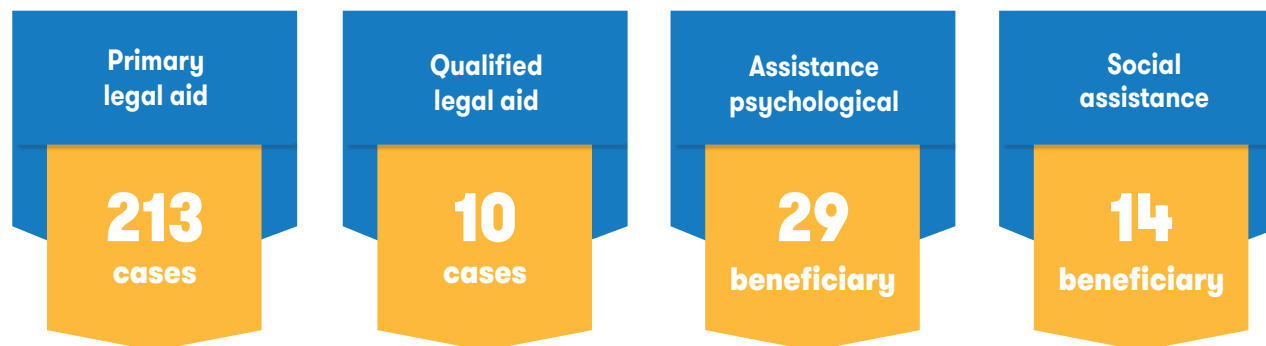 Primary
legal aid
213
cases
Qualified
legal aid
10
cases
Assistance
psychological
29
beneficiary
Social
assistance
14
beneficiary